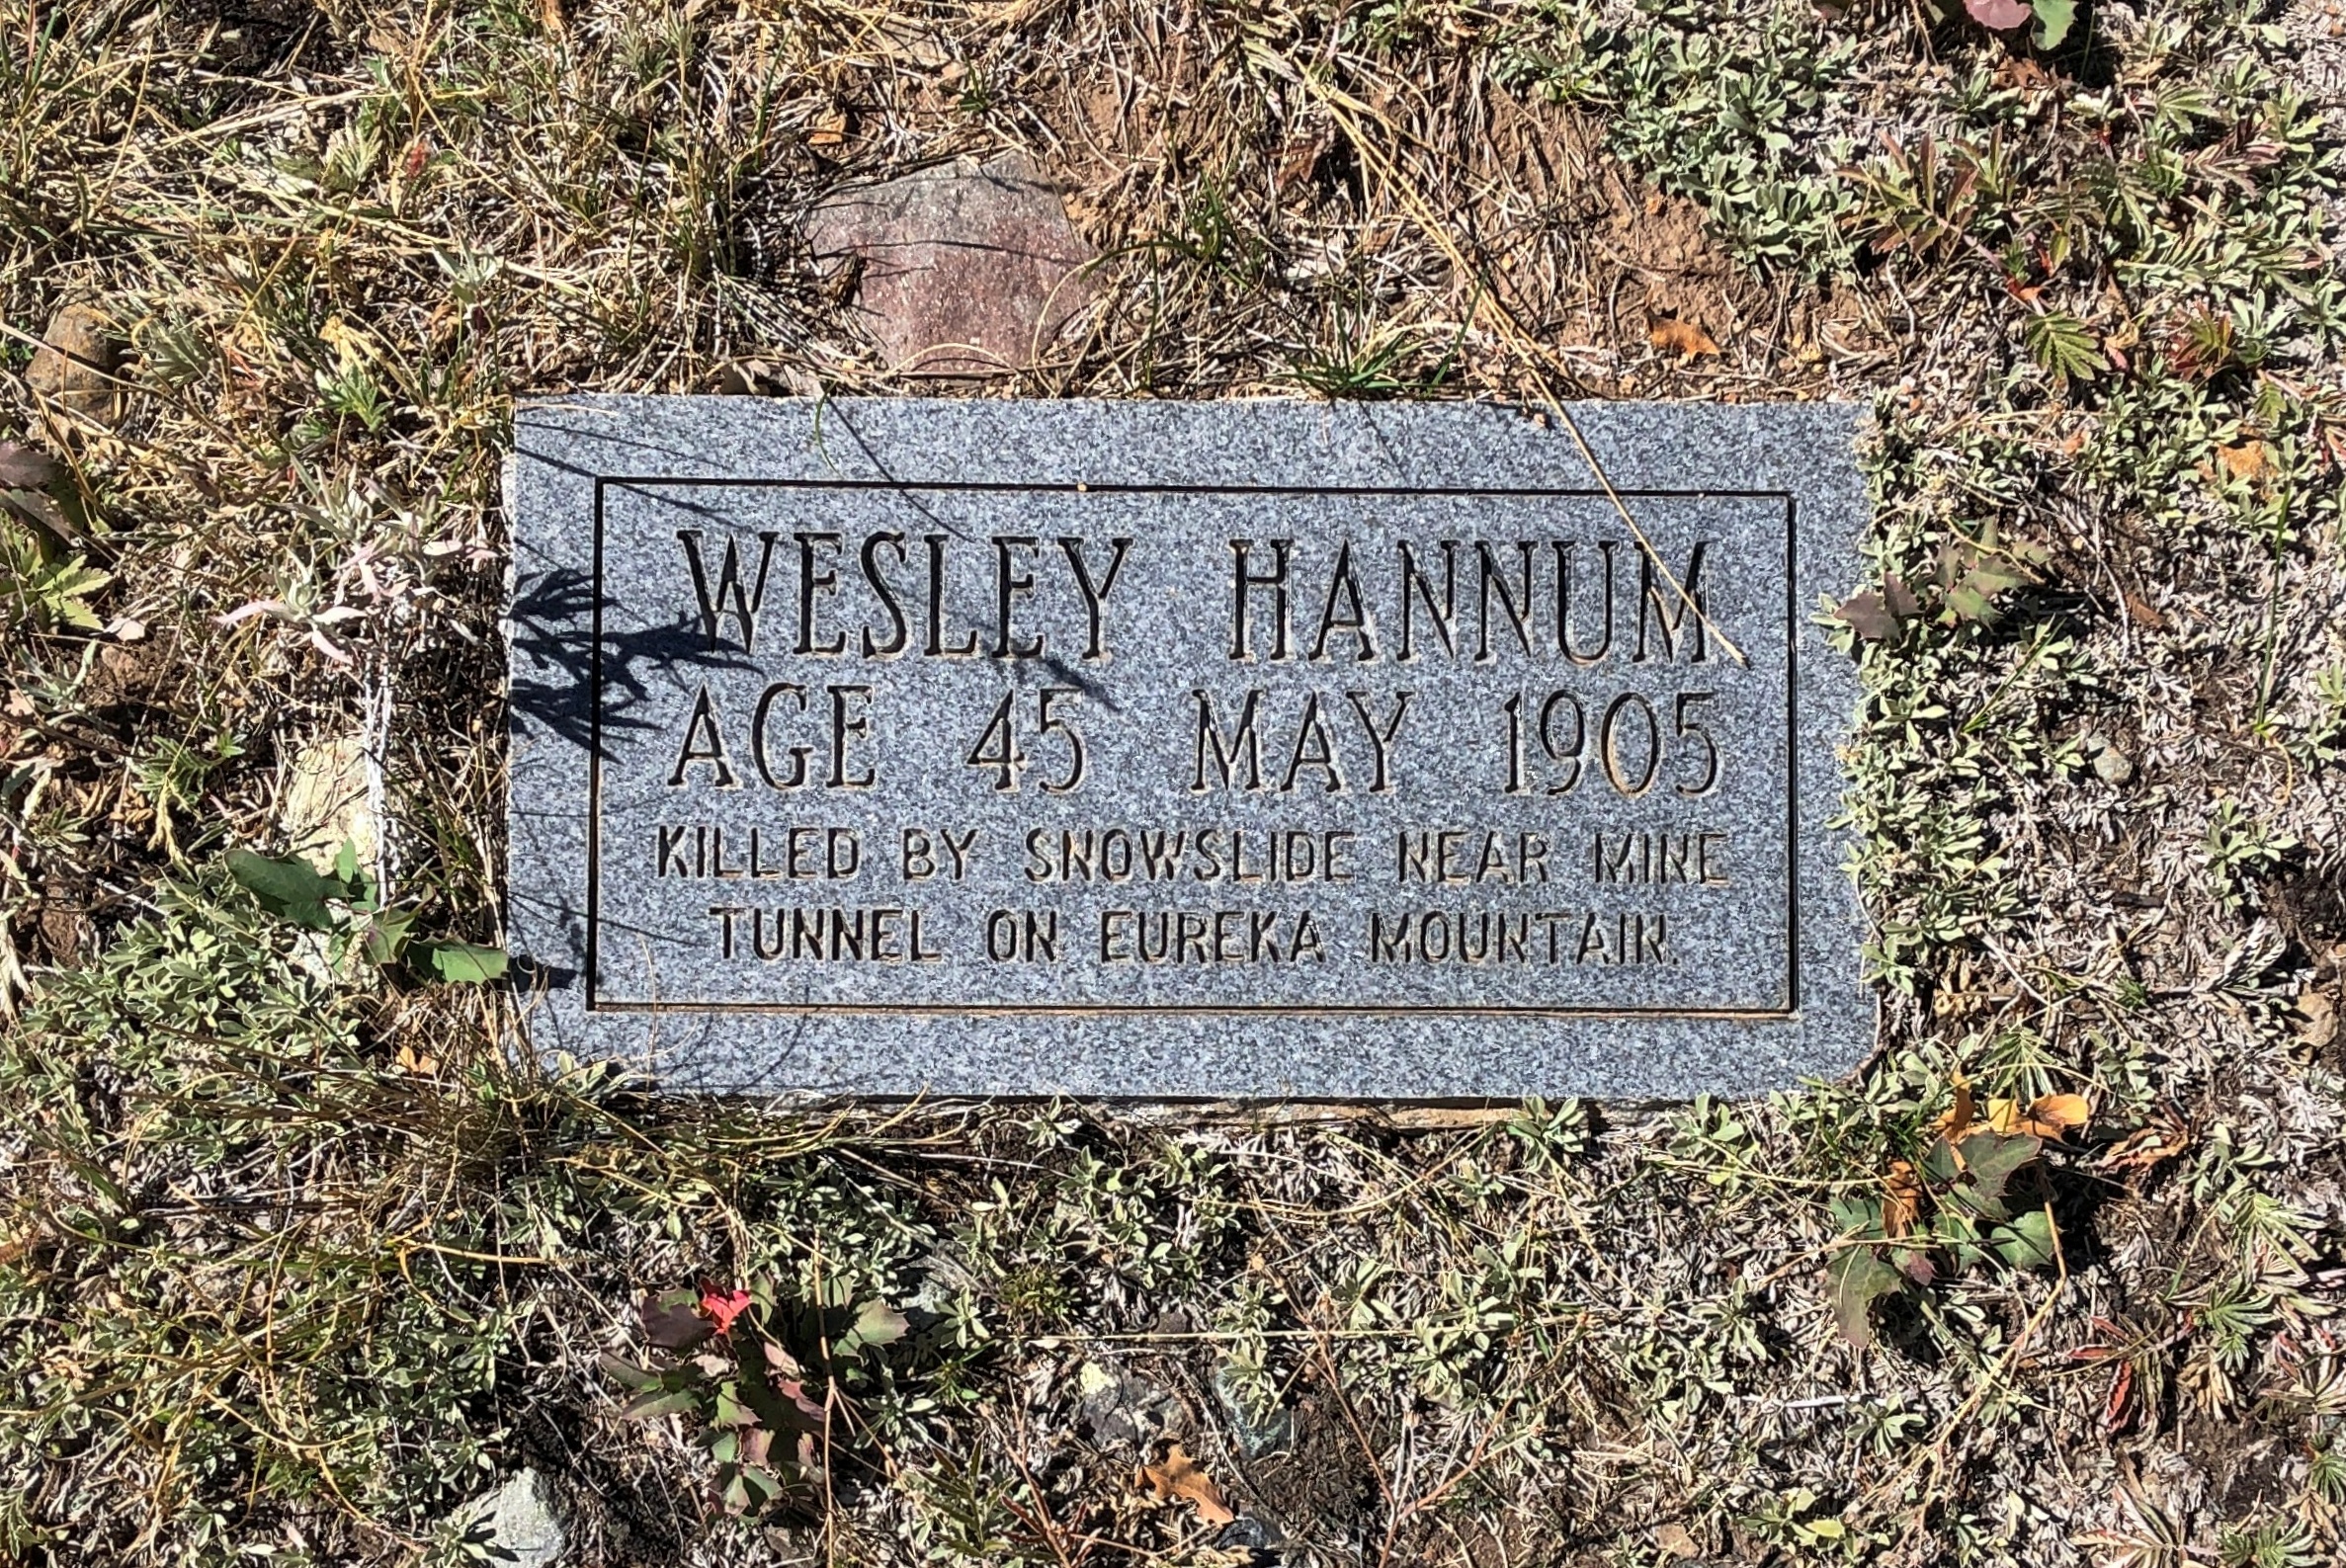 WESLEY HANNUM
AGE 45 MAY 1905
KILLED BY SNOWSLIDE NEAR MINE
TUNNEL ON EUREKA MOUNTAIN.